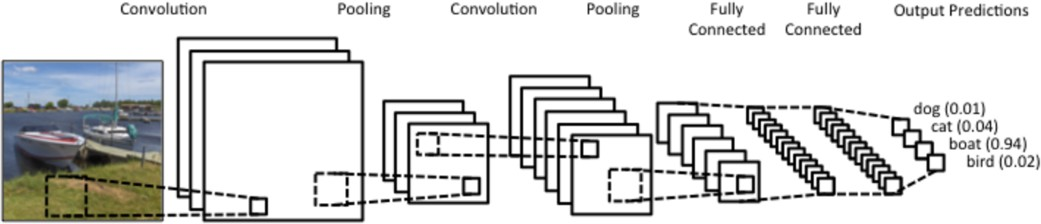 Convolution
Pooling
Convolution
Pooling
Fully
Connected
Fully
Connected
Output Predictions
dog (0.01)
cat (0.04)
boat (0.94)
bird (0.02)